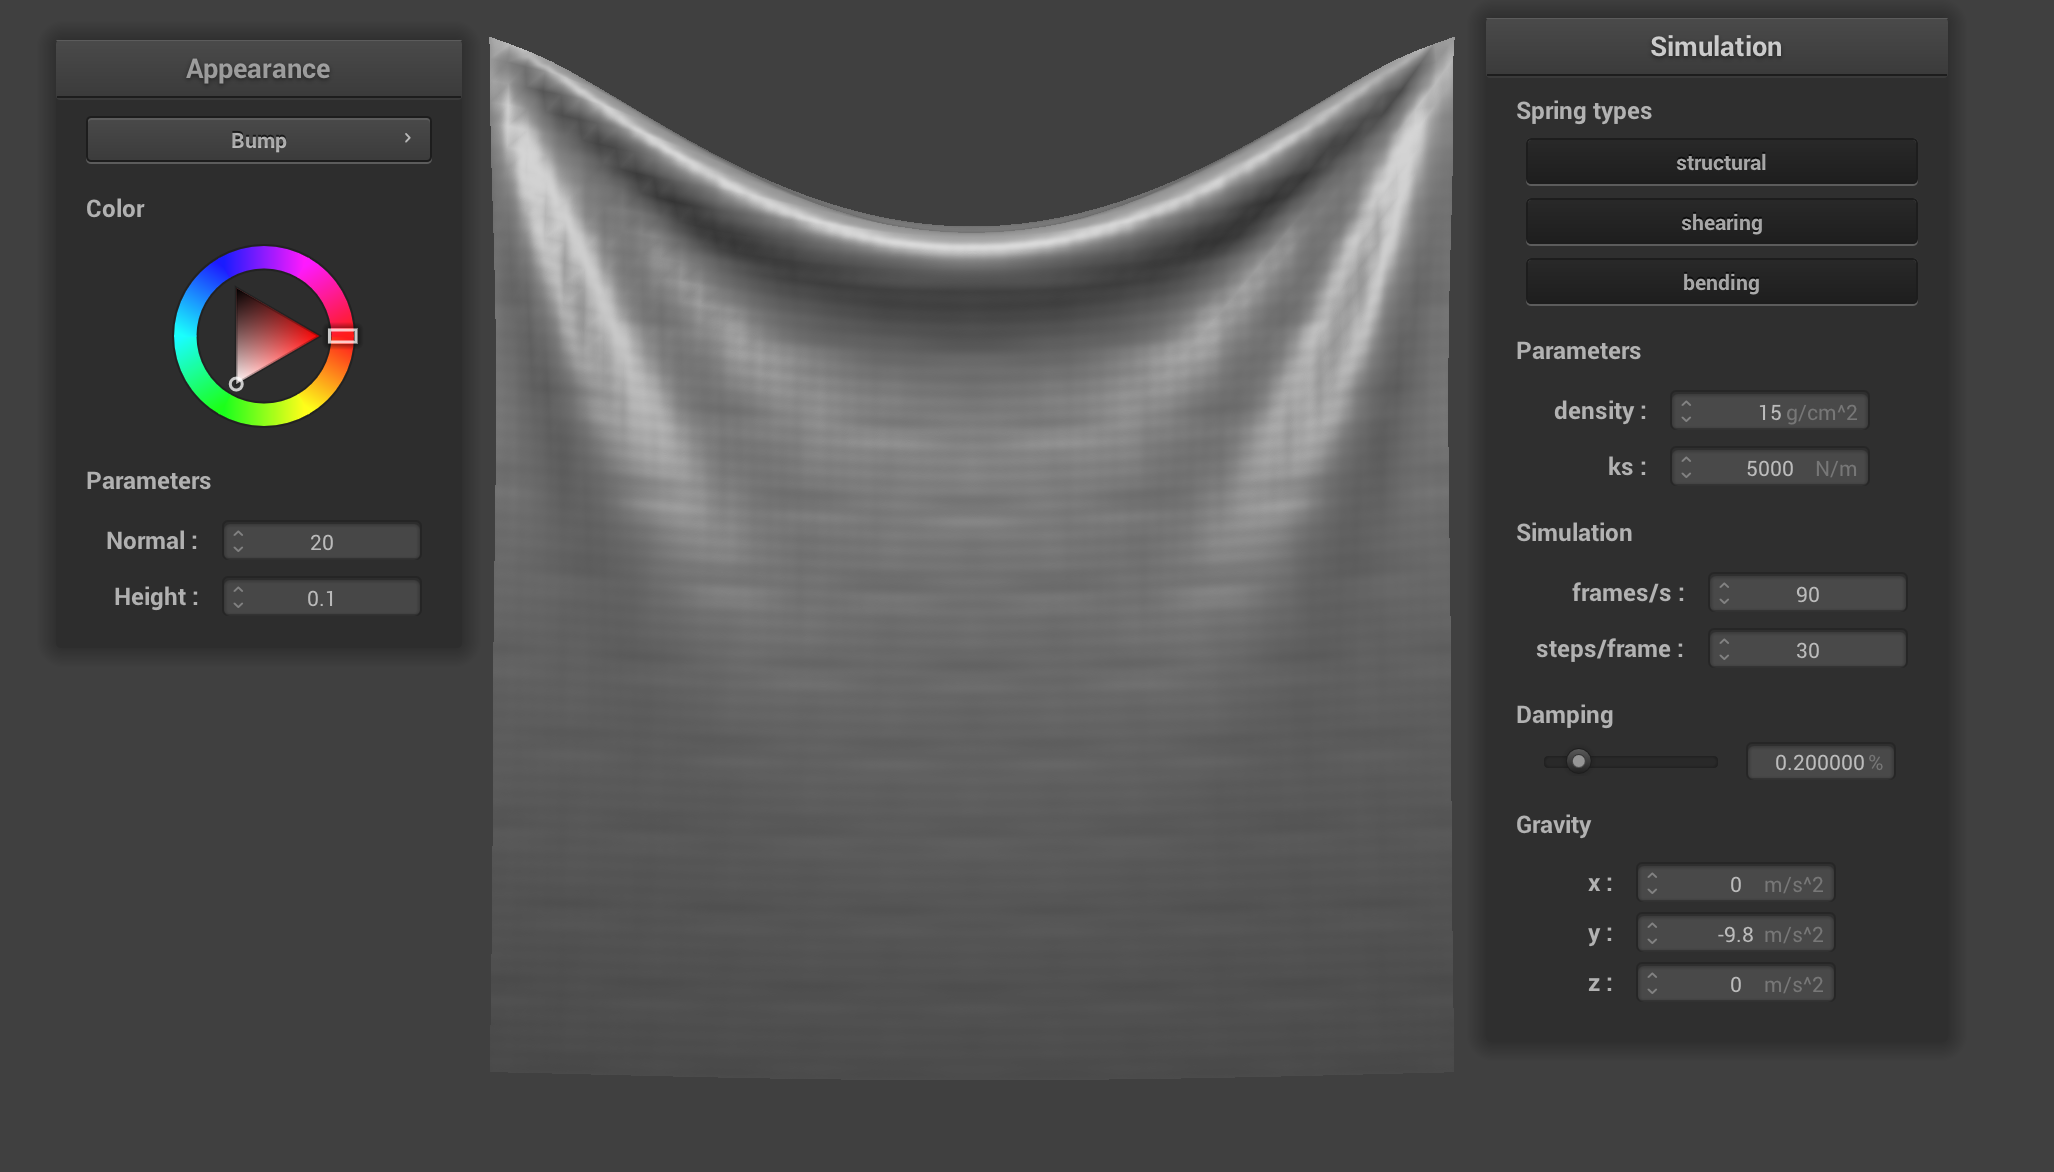 Appearance
Bump
Color
Parameters
Normal : 20
Height : 0.1
Simulation
Spring types
structural
shearing
bending
Parameters
density : 15 g/cm^2
ks : 5000 N/m
Simulation
frames/s : 90
steps/frame : 30
Damping
0.200000 %
Gravity
x : 0 m/s^2
y : -9.8 m/s^2
z : 0 m/s^2